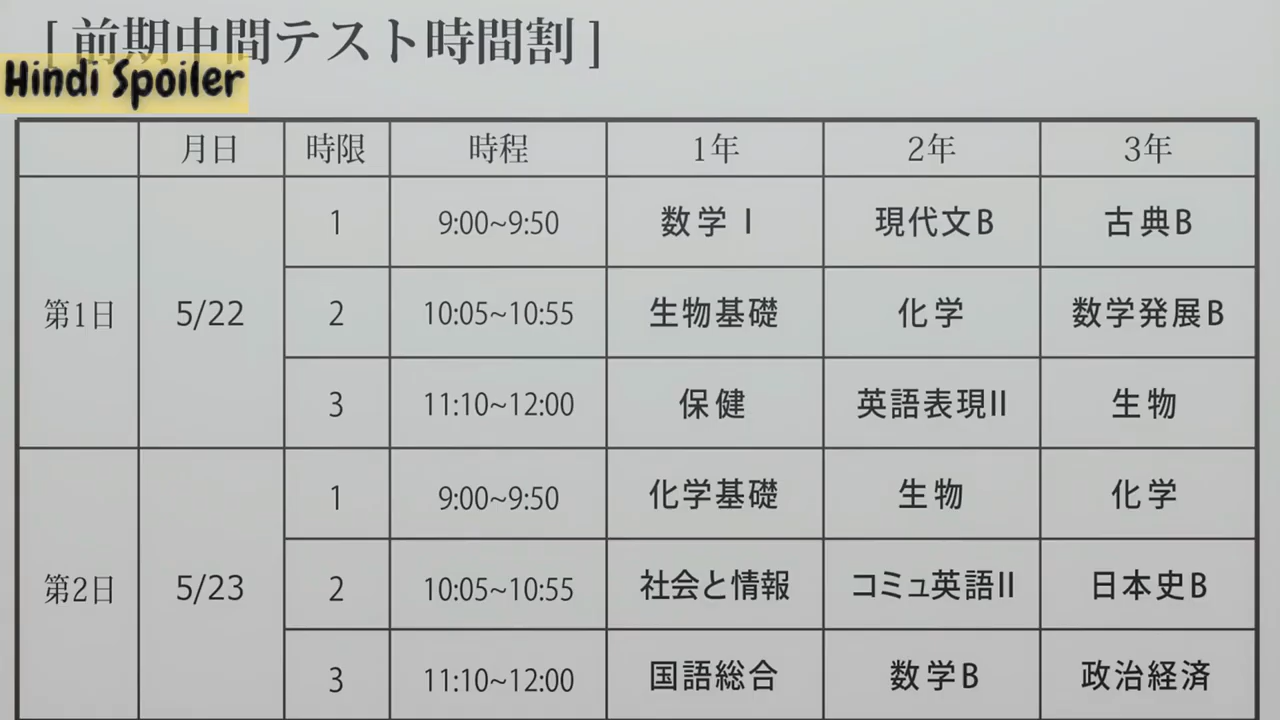 [ 前期中間テスト時間割 ]
Hindi Spoiler
月日 時限 時程 1年 2年 3年
第1日 5/22 1 9:00~9:50 数学Ⅰ 現代文B 古典B
2 10:05~10:55 生物基礎 化学 数学発展B
3 11:10~12:00 保健 英語表現II 生物
第2日 5/23 1 9:00~9:50 化学基礎 生物 化学
2 10:05~10:55 社会と情報 コミュ英語II 日本史B
3 11:10~12:00 国語総合 数学B 政治経済